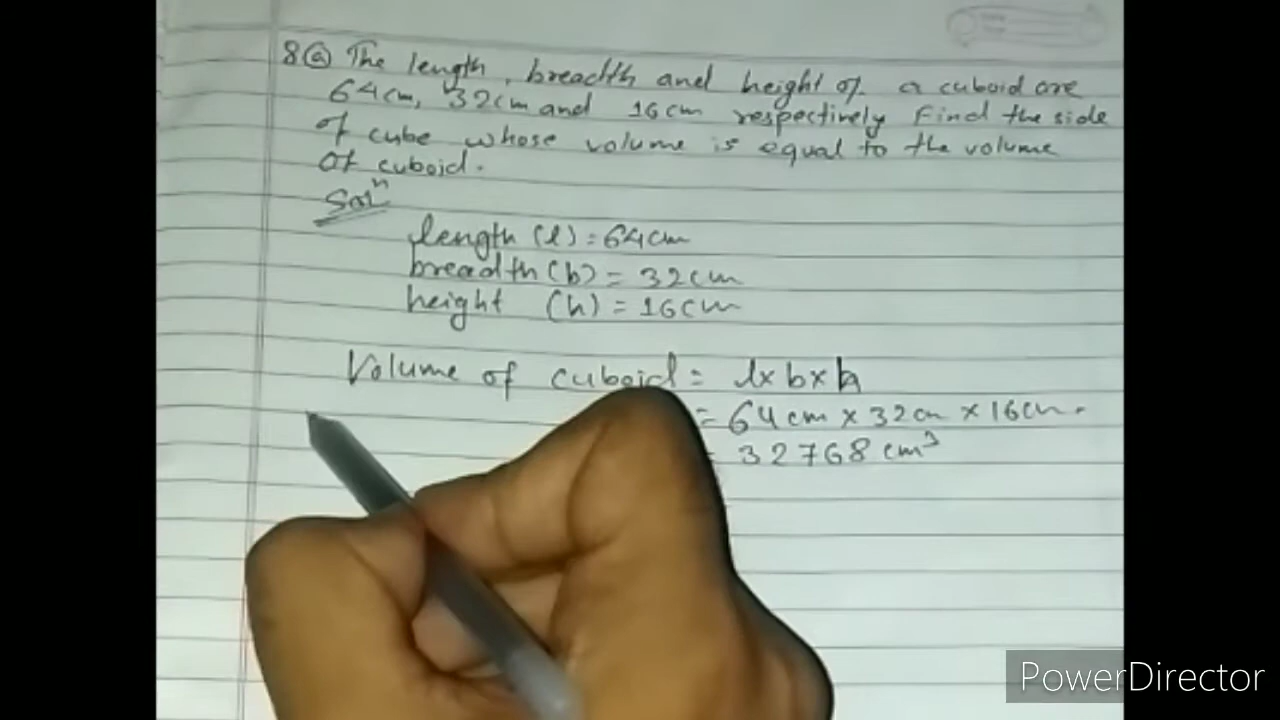 8(a) The length, breadth and height of a cuboid are
64cm, 32cm and 16cm respectively Find the side
of cube whose volume is equal to the volume
of cuboid.
Solⁿ
length (l) = 64cm
breadth (b) = 32cm
height (h) = 16cm
Volume of cuboid = l×b×h
= 64cm × 32cm × 16cm.
32768 cm³
PowerDirector